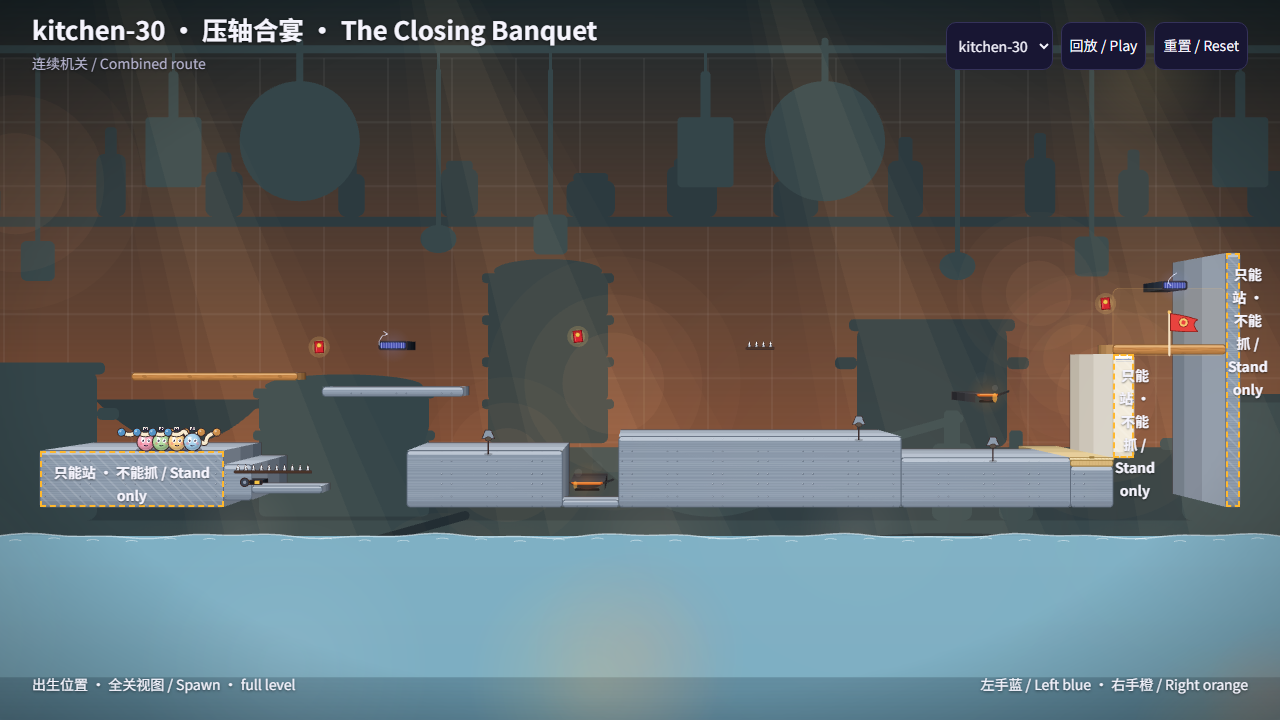 kitchen-30 · 压轴合宴 · The Closing Banquet
连续机关 / Combined route
kitchen-30
回放 / Play
重置 / Reset
只能
站 ·
不能
抓 /
Stand
only
只能
站 ·
不能
抓 /
Stand
only
只能站 · 不能抓 / Stand
only
出生位置 · 全关视图 / Spawn · full level
左手蓝 / Left blue · 右手橙 / Right orange